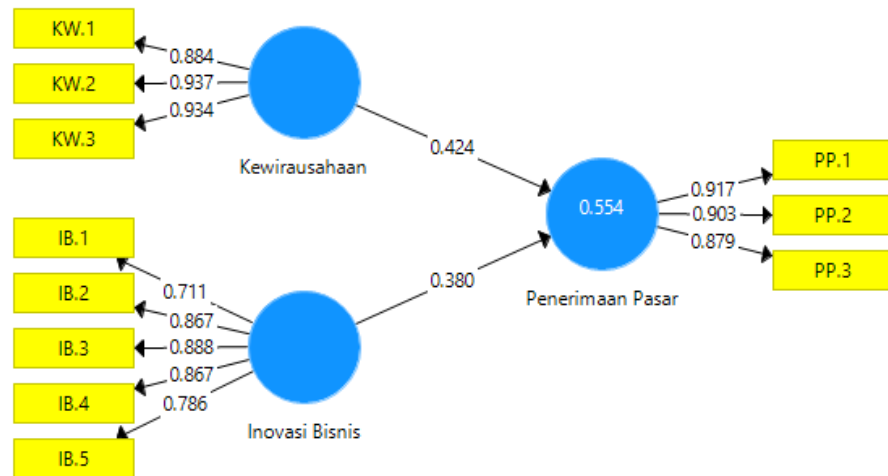 KW.1
KW.2
KW.3
0.884
0.937
0.934
Kewirausahaan
0.424
IB.1
IB.2
IB.3
IB.4
IB.5
0.711
0.867
0.888
0.867
0.786
Inovasi Bisnis
0.380
0.554
Penerimaan Pasar
0.917
0.903
0.879
PP.1
PP.2
PP.3